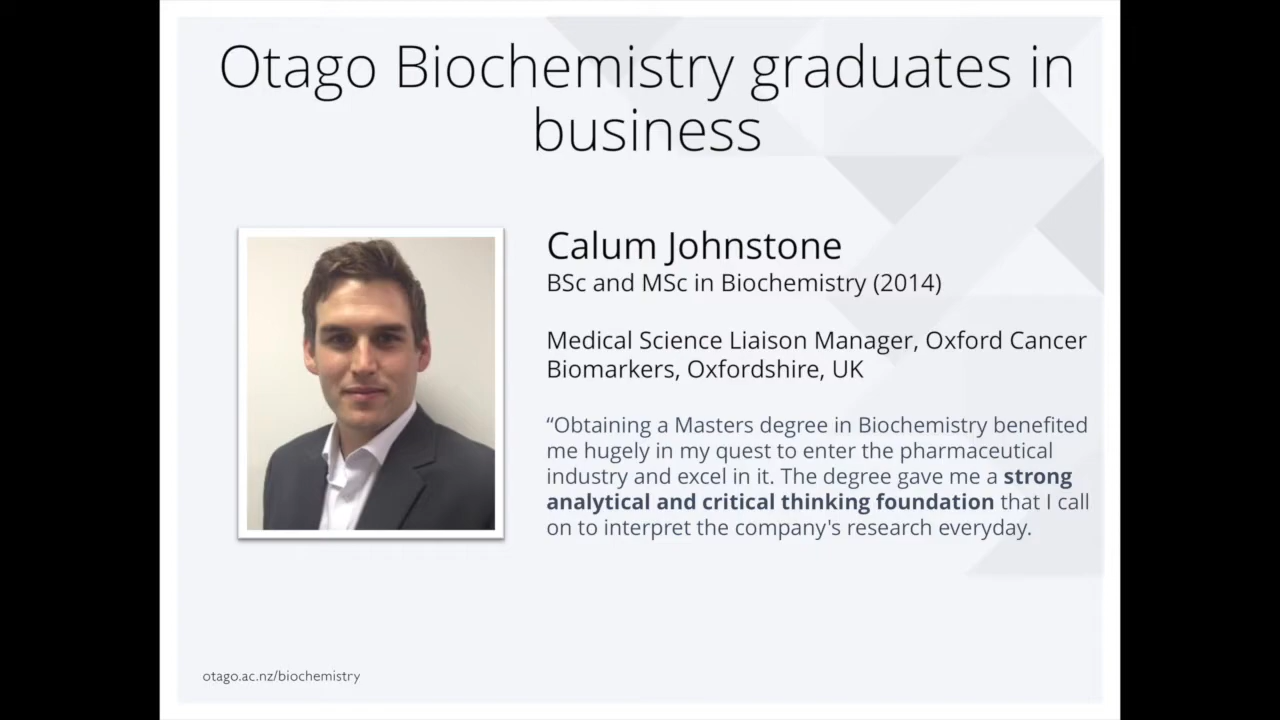 Otago Biochemistry graduates in
business
Calum Johnstone
BSc and MSc in Biochemistry (2014)
Medical Science Liaison Manager, Oxford Cancer
Biomarkers, Oxfordshire, UK
“Obtaining a Masters degree in Biochemistry benefited
me hugely in my quest to enter the pharmaceutical
industry and excel in it. The degree gave me a strong
analytical and critical thinking foundation that I call
on to interpret the company's research everyday.
otago.ac.nz/biochemistry